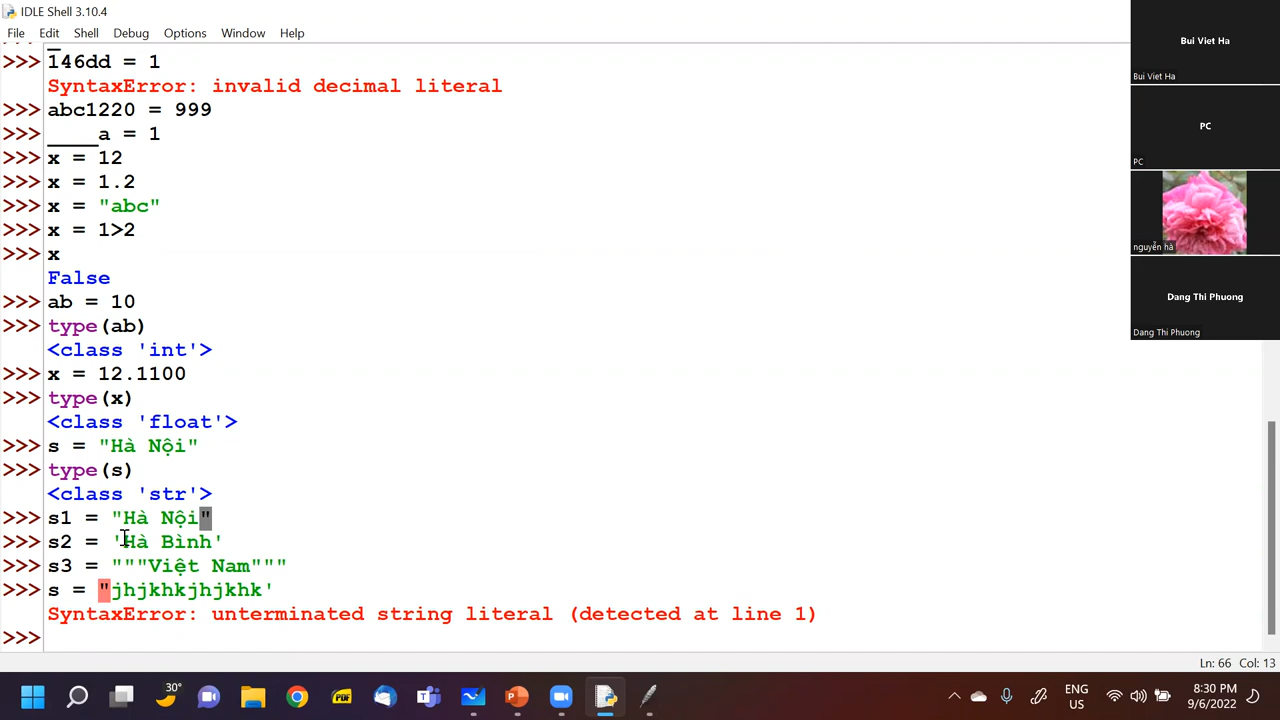 IDLE Shell 3.10.4
File Edit Shell Debug Options Window Help
>>> 146dd = 1
SyntaxError: invalid decimal literal
>>> abc1220 = 999
>>> ____a = 1
>>> x = 12
>>> x = 1.2
>>> x = "abc"
>>> x = 1>2
>>> x
False
>>> ab = 10
>>> type(ab)
<class 'int'>
>>> x = 12.1100
>>> type(x)
<class 'float'>
>>> s = "Hà Nội"
>>> type(s)
<class 'str'>
>>> s1 = "Hà Nội"
>>> s2 = 'Hà Bình'
>>> s3 = """Việt Nam"""
>>> s = "jhjkhkjhjkhk'
SyntaxError: unterminated string literal (detected at line 1)
>>>
Ln: 66 Col: 13
Bui Viet Ha
Bui Viet Ha
PC
PC
nguyễn hà
Dang Thi Phuong
Dang Thi Phuong
30°
PDF
ENG
US
8:30 PM
9/6/2022